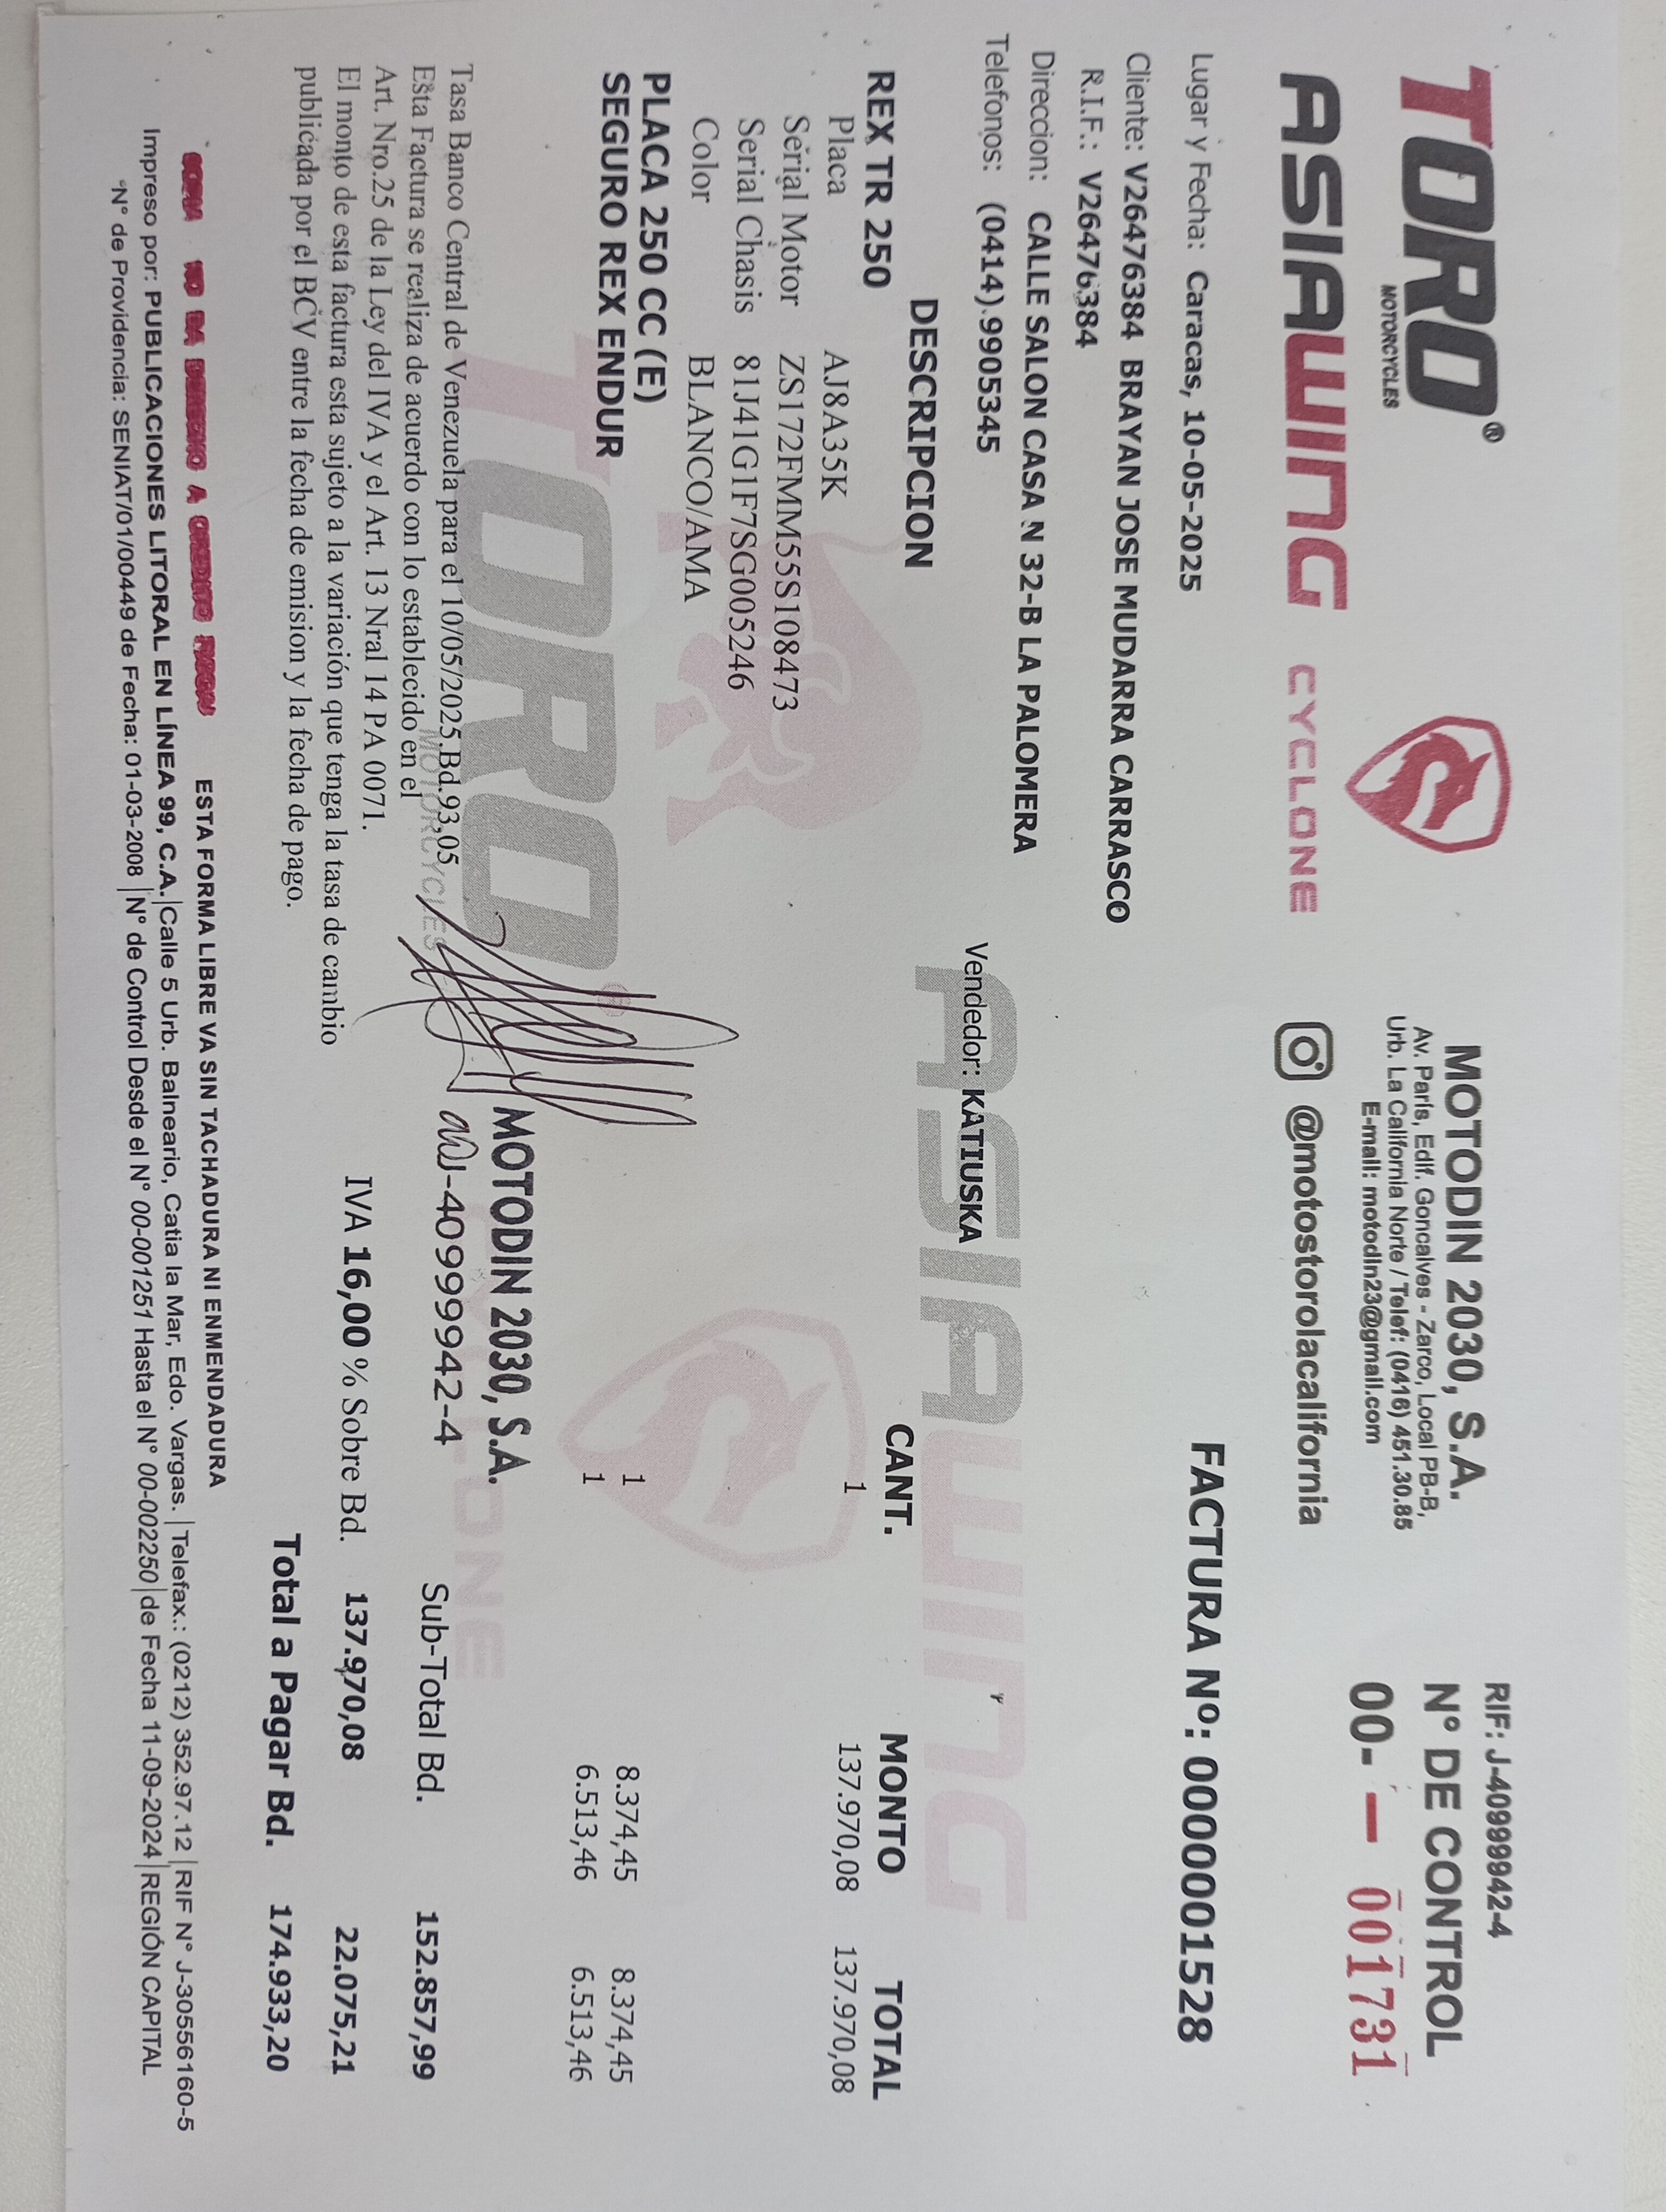 TORO®
MOTORCYCLES
ASIAWING CYCLONE
MOTODIN 2030, S.A.
Av. París, Edif. Goncalves - Zarco, Local PB-B,
Urb. La California Norte / Telef: (0416) 451.30.85
E-mail: motodin23@gmail.com
@motostorolacalifornia
RIF: J-40999942-4
N° DE CONTROL
00- — 001731
FACTURA Nº: 0000001528
Lugar y Fecha: Caracas, 10-05-2025
Cliente: V26476384 BRAYAN JOSE MUDARRA CARRASCO
R.I.F.: V26476384
Direccion: CALLE SALON CASA N 32-B LA PALOMERA
Telefonos: (0414).9905345
Vendedor: KATIUSKA
DESCRIPCION CANT. MONTO TOTAL
REX TR 250 1 137.970,08 137.970,08
Placa AJ8A35K
Serial Motor ZS172FMM55S108473
Serial Chasis 81J41G1F7SG005246
Color BLANCO/AMA
PLACA 250 CC (E) 1 8.374,45 8.374,45
SEGURO REX ENDUR 1 6.513,46 6.513,46
TORO
MOTORCYCLES
ASIAWING
CYCLONE
MOTODIN 2030, S.A.
-40999942-4
Tasa Banco Central de Venezuela para el 10/05/2025.Bd.93,05
Esta Factura se realiza de acuerdo con lo establecido en el
Art. Nro.25 de la Ley del IVA y el Art. 13 Nral 14 PA 0071.
El monto de esta factura esta sujeto a la variación que tenga la tasa de cambio
publicada por el BCV entre la fecha de emision y la fecha de pago.
Sub-Total Bd. 152.857,99
IVA 16,00 % Sobre Bd. 137.970,08 22.075,21
Total a Pagar Bd. 174.933,20
ESTA FORMA LIBRE VA SIN TACHADURA NI ENMENDADURA
Impreso por: PUBLICACIONES LITORAL EN LÍNEA 99, C.A. Calle 5 Urb. Balneario, Catia la Mar, Edo. Vargas. Telefax.: (0212) 352.97.12 RIF N° J-30556160-5
°N° de Providencia: SENIAT/01/00449 de Fecha: 01-03-2008 N° de Control Desde el N° 00-001251 Hasta el N° 00-002250 de Fecha 11-09-2024 REGIÓN CAPITAL